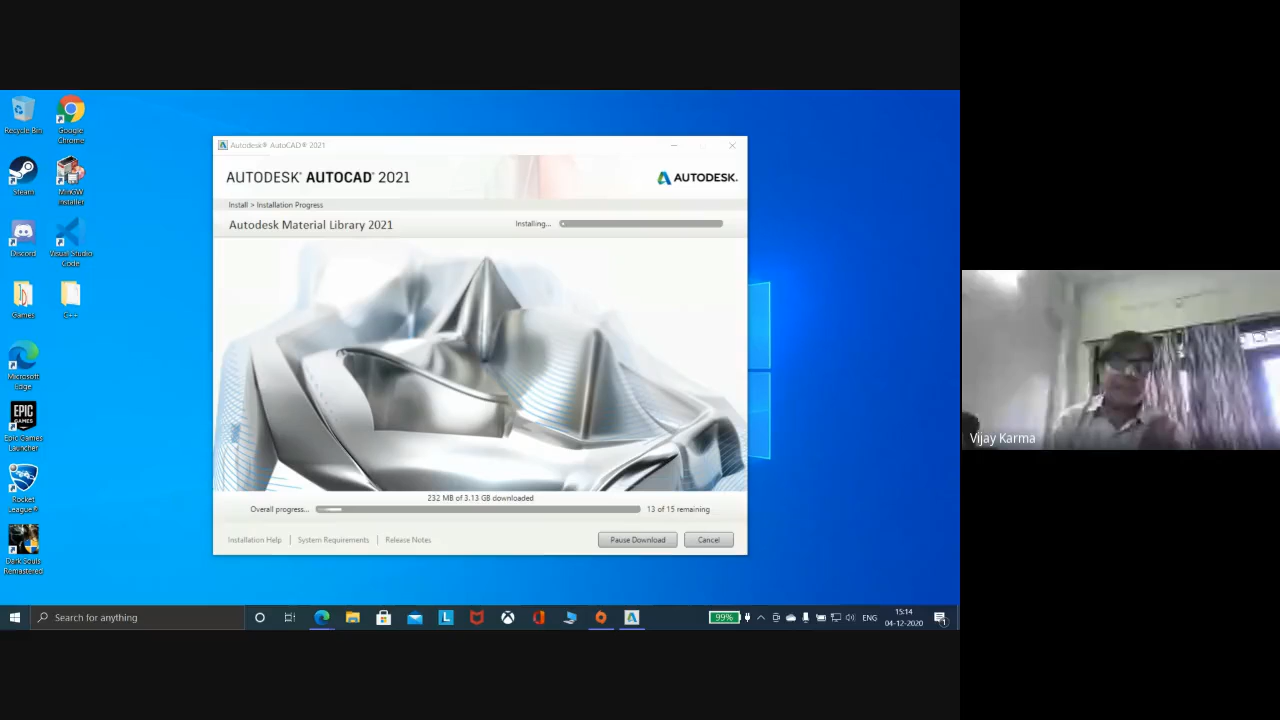 Recycle Bin
Google
Chrome
Steam
MinGW
Installer
Discord
Visual Studio
Code
Games
C++
Microsoft
Edge
EPIC
GAMES
Epic Games
Launcher
Rocket
League®
Dark Souls
Remastered
Autodesk® AutoCAD® 2021
AUTODESK® AUTOCAD® 2021
AUTODESK.
Install > Installation Progress
Autodesk Material Library 2021
Installing...
232 MB of 3.13 GB downloaded
Overall progress...
13 of 15 remaining
Installation Help
System Requirements
Release Notes
Pause Download
Cancel
Search for anything
L
99%
ENG
15:14
04-12-2020
1
Vijay Karma